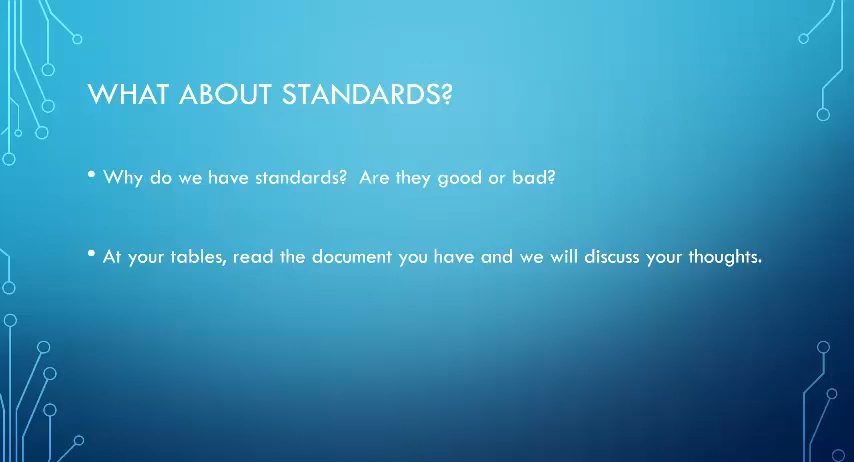 WHAT ABOUT STANDARDS?
• Why do we have standards?  Are they good or bad?
• At your tables, read the document you have and we will discuss your thoughts.